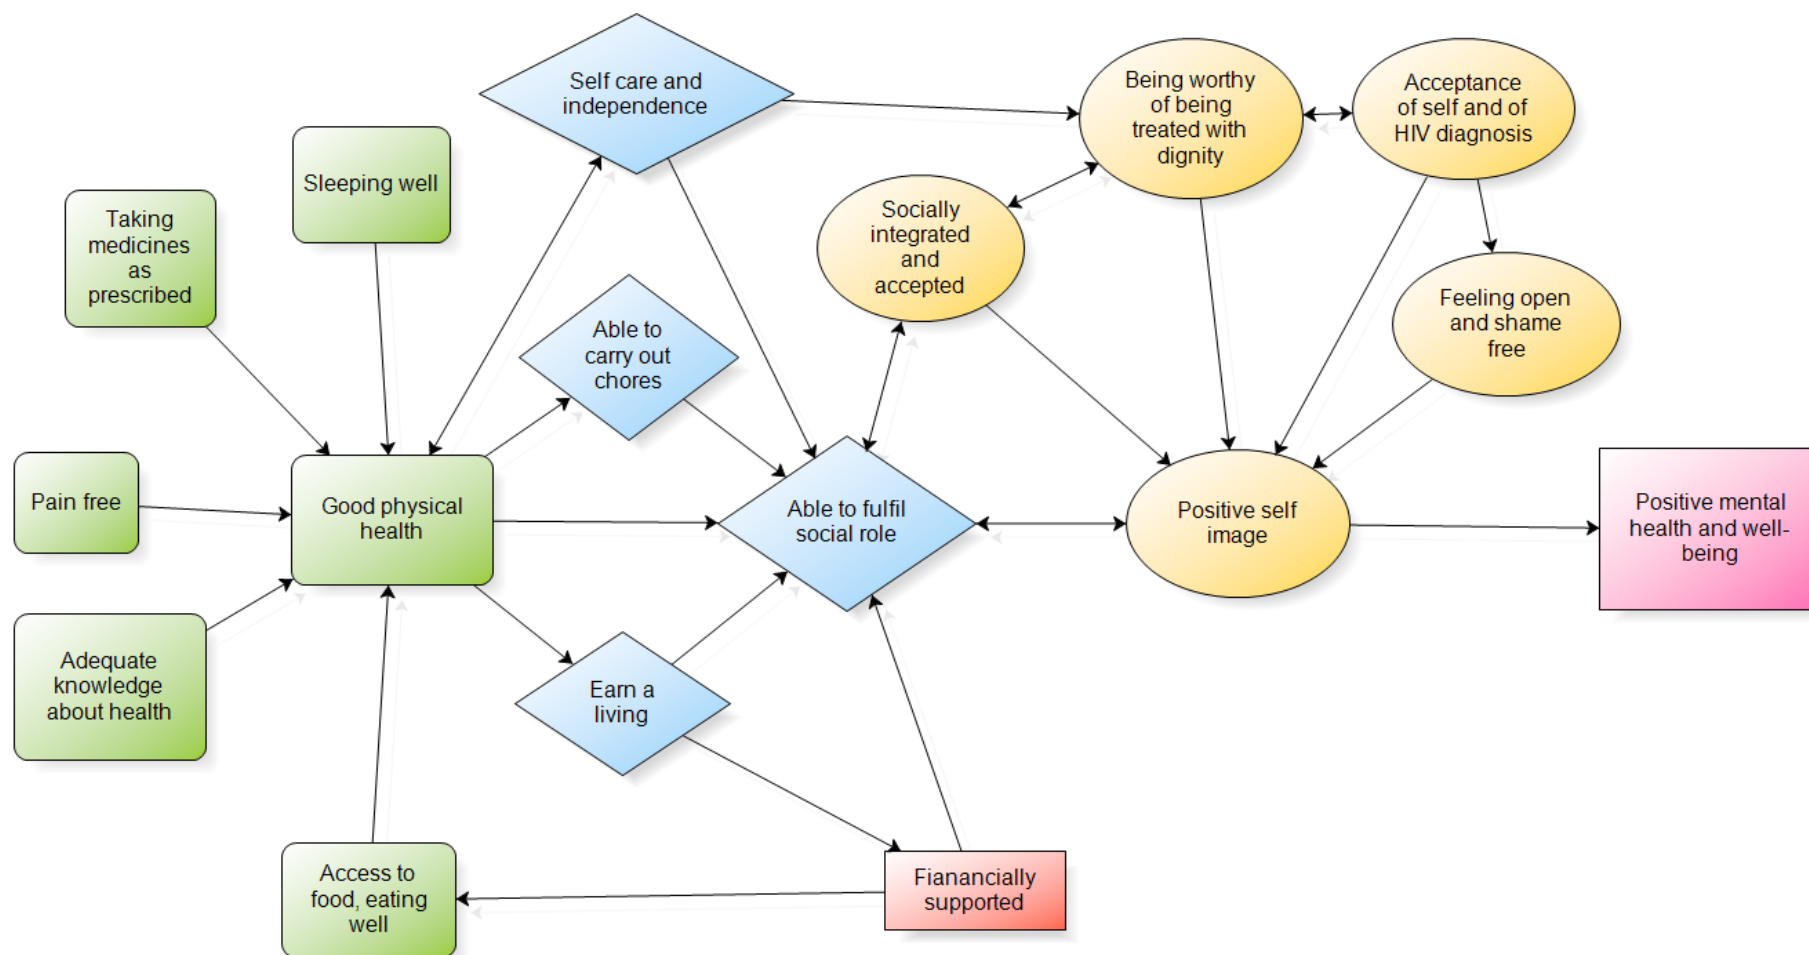 Self care and
independence
Being worthy
of being
treated with
dignity
Acceptance
of self and of
HIV diagnosis
Sleeping well
Taking
medicines
as
prescribed
Socially
integrated
and
accepted
Feeling open
and shame
free
Able to
carry out
chores
Pain free
Good physical
health
Able to fulfil
social role
Positive self
image
Positive mental
health and well-
being
Adequate
knowledge
about health
Earn a
living
Access to
food, eating
well
Fianancially
supported